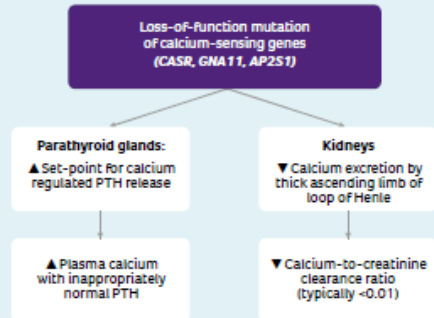 Loss-of-function mutation
of calcium-sensing genes
(CASR, GNA11, AP2S1)
Parathyroid glands:
▲ Set-point for calcium
regulated PTH release
Kidneys
▼ Calcium excretion by
thick ascending limb of
loop of Henle
▲ Plasma calcium
with inappropriately
normal PTH
▼ Calcium-to-creatinine
clearance ratio
(typically <0.01)